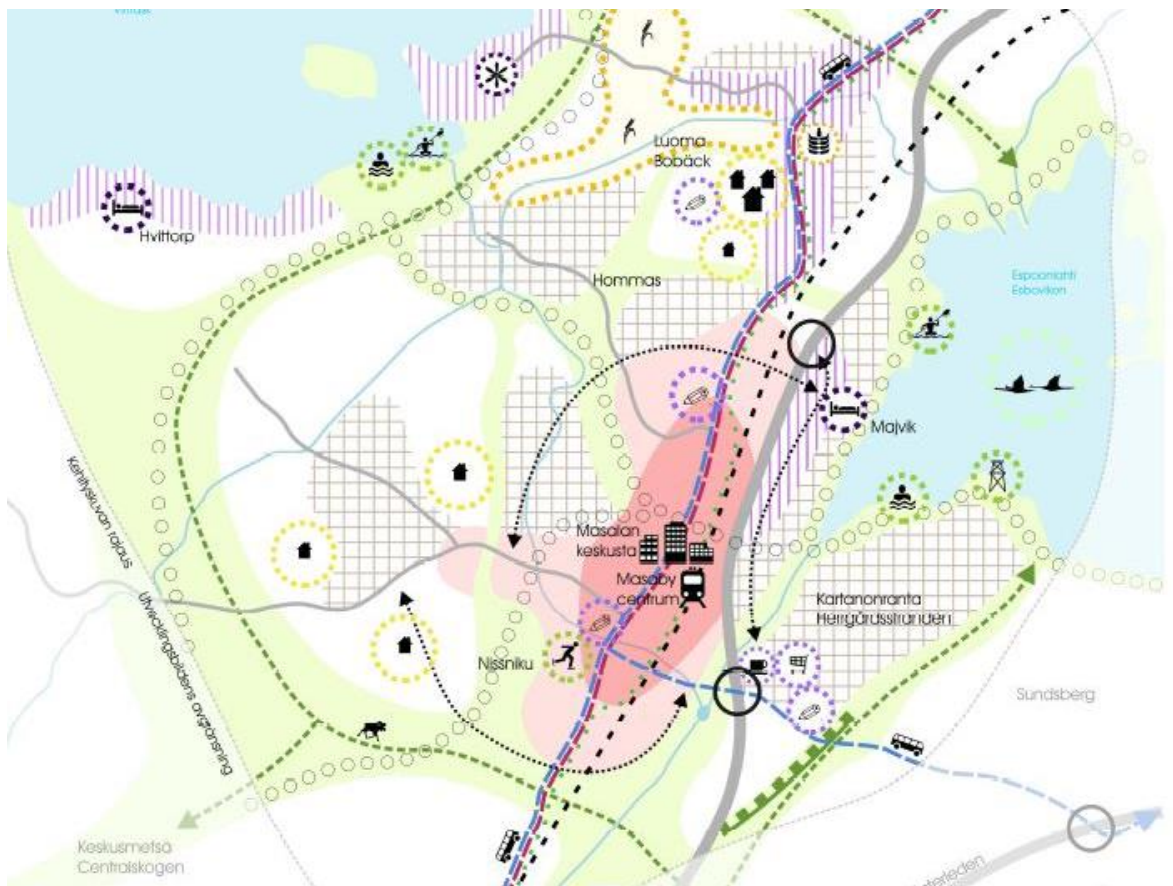 Luoma
Bobäck
Hvittorp
Hommas
Espoonlahti
Esboviken
Majvik
Kehityskuvan rajaus
Utvecklingsbildens avgränsning
Masalan
keskusta
Masaby
centrum
Kartanonranta
Herrgårdsstranden
Nissniku
Sundsberg
Keskusmetsä
Centralskogen